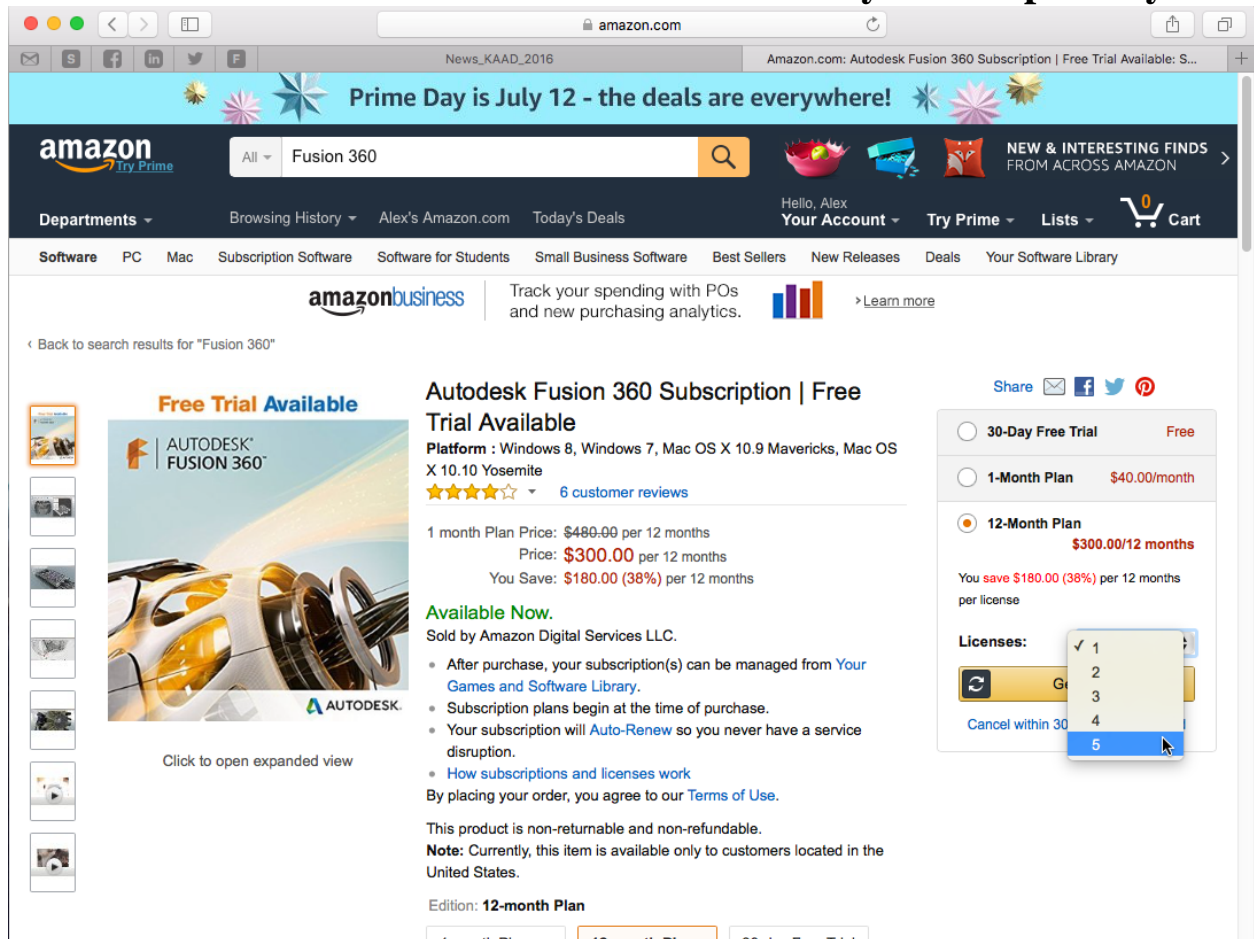 amazon.com
S
f
in
F
News_KAAD_2016
Amazon.com: Autodesk Fusion 360 Subscription | Free Trial Available: S...
Prime Day is July 12 - the deals are everywhere!
amazon
Try Prime
All
Fusion 360
NEW & INTERESTING FINDS
FROM ACROSS AMAZON
Departments
Browsing History
Alex's Amazon.com
Today's Deals
Hello, Alex
Your Account
Try Prime
Lists
0
Cart
Software PC Mac Subscription Software Software for Students Small Business Software Best Sellers New Releases Deals Your Software Library
amazonbusiness
Track your spending with POs
and new purchasing analytics.
›Learn more
‹ Back to search results for "Fusion 360"
Free Trial Available
AUTODESK®
FUSION 360™
AUTODESK.
Click to open expanded view
Autodesk Fusion 360 Subscription | Free
Trial Available
Platform : Windows 8, Windows 7, Mac OS X 10.9 Mavericks, Mac OS
X 10.10 Yosemite
6 customer reviews
1 month Plan Price: $480.00 per 12 months
Price: $300.00 per 12 months
You Save: $180.00 (38%) per 12 months
Available Now.
Sold by Amazon Digital Services LLC.
After purchase, your subscription(s) can be managed from Your
Games and Software Library.
Subscription plans begin at the time of purchase.
Your subscription will Auto-Renew so you never have a service
disruption.
How subscriptions and licenses work
By placing your order, you agree to our Terms of Use.
This product is non-returnable and non-refundable.
Note: Currently, this item is available only to customers located in the
United States.
Edition: 12-month Plan
Share
30-Day Free Trial Free
1-Month Plan $40.00/month
12-Month Plan
$300.00/12 months
You save $180.00 (38%) per 12 months
per license
Licenses:
✓ 1
2
3
4
5
Cancel within 30